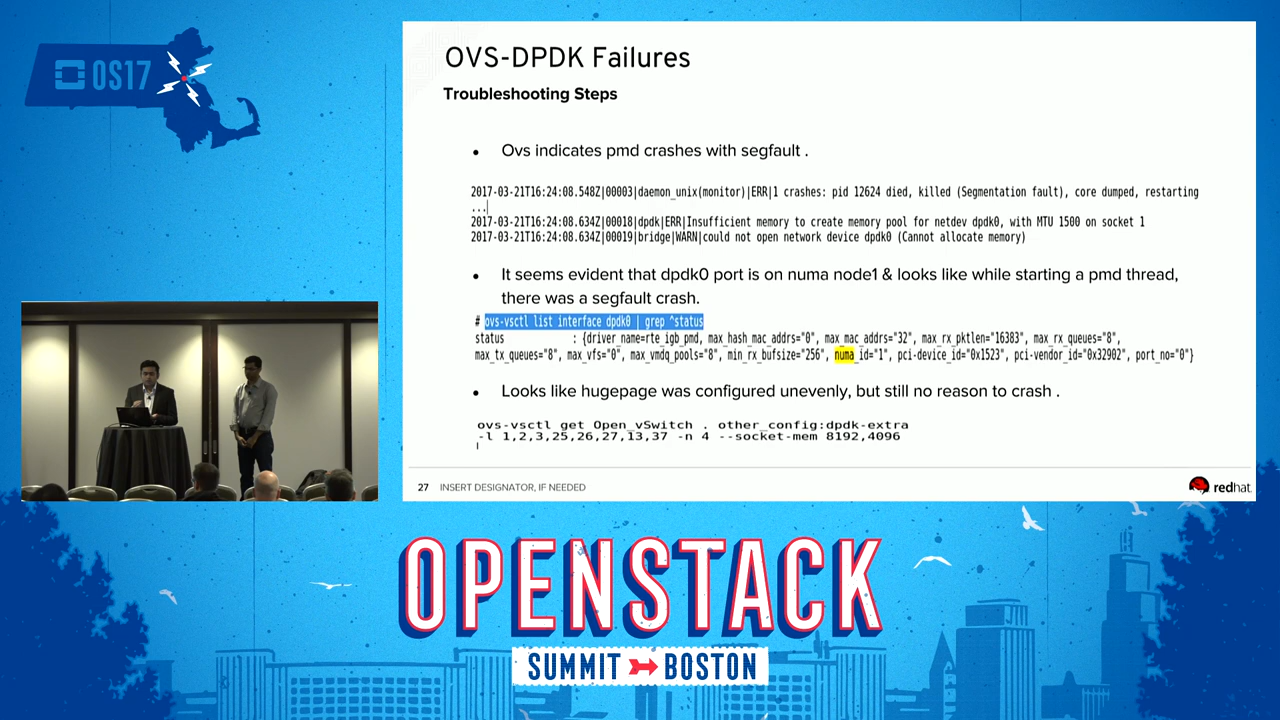 OS17
OVS-DPDK Failures
Troubleshooting Steps
• Ovs indicates pmd crashes with segfault .
2017-03-21T16:24:08.548Z|00003|daemon_unix(monitor)|ERR|1 crashes: pid 12624 died, killed (Segmentation fault), core dumped, restarting
...
2017-03-21T16:24:08.634Z|00018|dpdk|ERR|Insufficient memory to create memory pool for netdev dpdk0, with MTU 1500 on socket 1
2017-03-21T16:24:08.634Z|00019|bridge|WARN|could not open network device dpdk0 (Cannot allocate memory)
• It seems evident that dpdk0 port is on numa node1 & looks like while starting a pmd thread,
there was a segfault crash.
# ovs-vsctl list interface dpdk0 | grep ^status
status : {driver_name=rte_igb_pmd, max_hash_mac_addrs="0", max_mac_addrs="32", max_rx_pktlen="16383", max_rx_queues="8",
max_tx_queues="8", max_vfs="0", max_vmdq_pools="8", min_rx_bufsize="256", numa_id="1", pci-device_id="0x1523", pci-vendor_id="0x32902", port_no="0"}
• Looks like hugepage was configured unevenly, but still no reason to crash .
ovs-vsctl get Open_vSwitch . other_config:dpdk-extra
-l 1,2,3,25,26,27,13,37 -n 4 --socket-mem 8192,4096
27 INSERT DESIGNATOR, IF NEEDED
redhat.
OPENSTACK
SUMMIT BOSTON